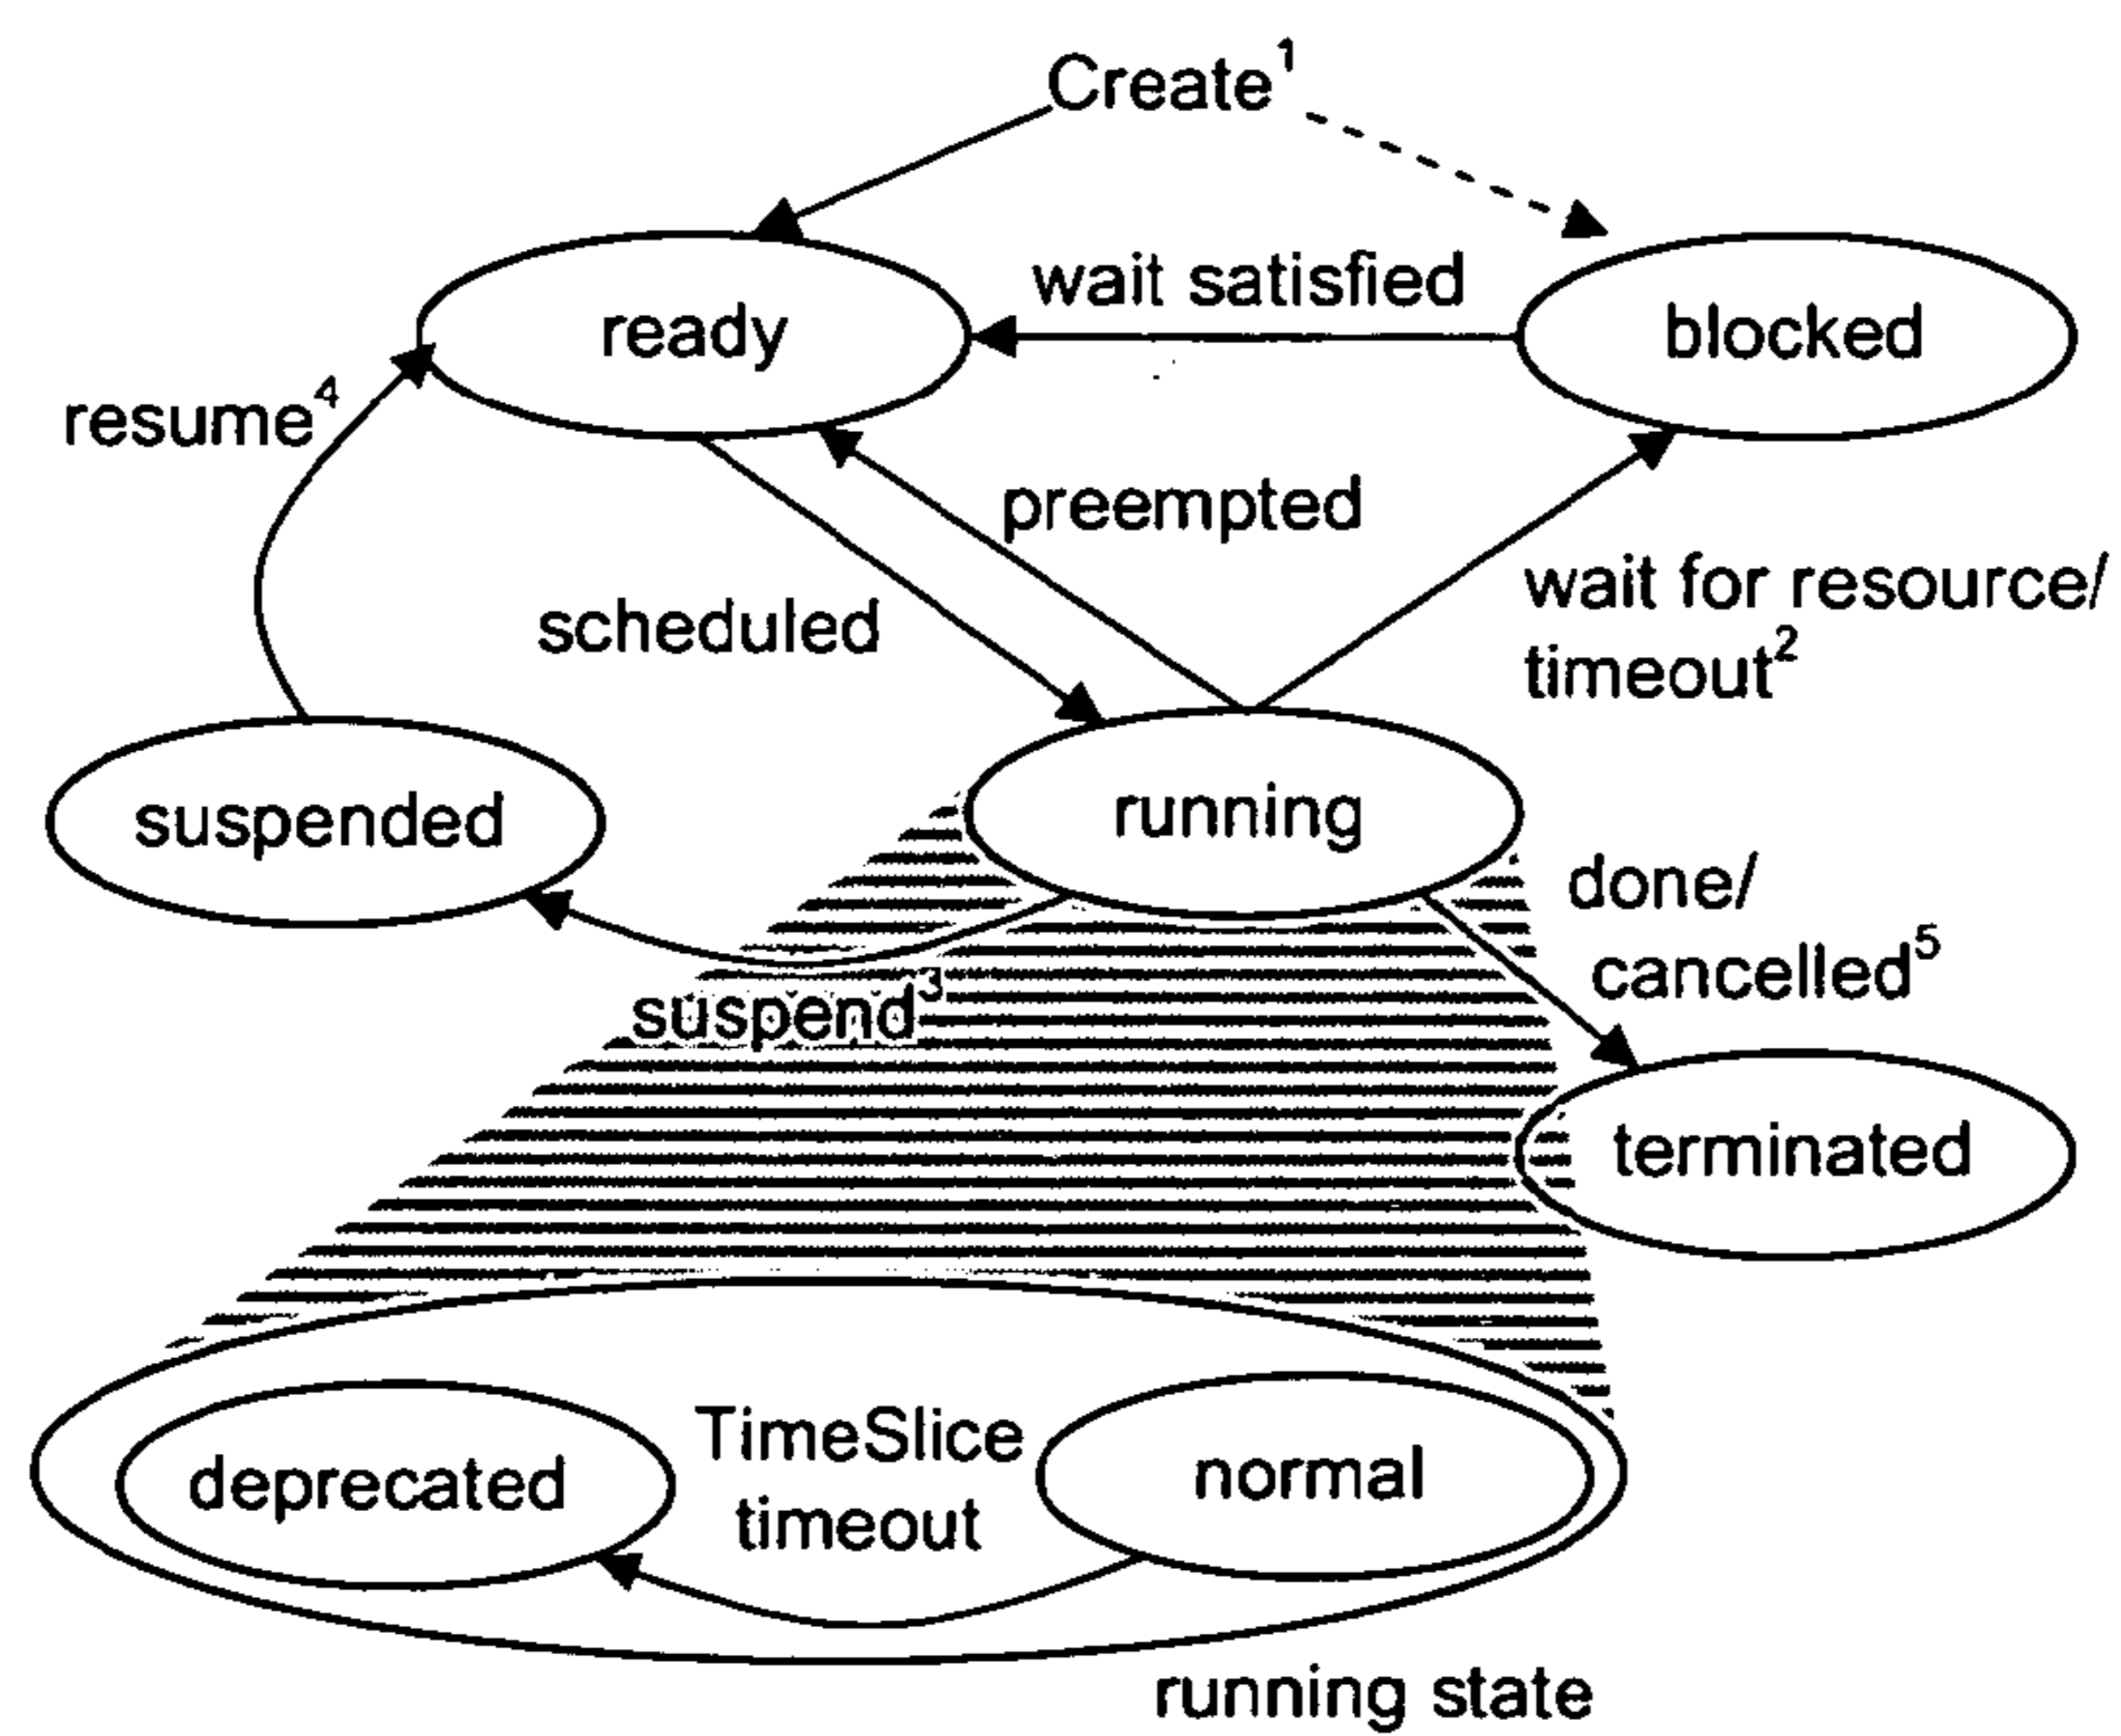 Create¹
wait satisfied
ready
blocked
resume⁴
preempted
wait for resource/
timeout²
scheduled
running
suspended
done/
cancelled⁵
suspend³
terminated
TimeSlice
timeout
deprecated
normal
running state